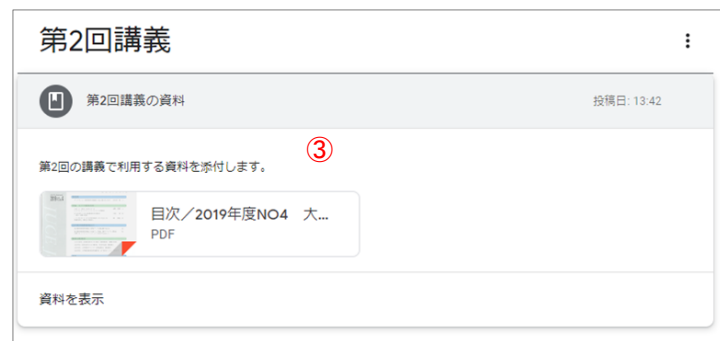 第2回講義
第2回講義の資料
投稿日: 13:42
③
第2回の講義で利用する資料を添付します。
目次／2019年度NO4　大...
PDF
資料を表示